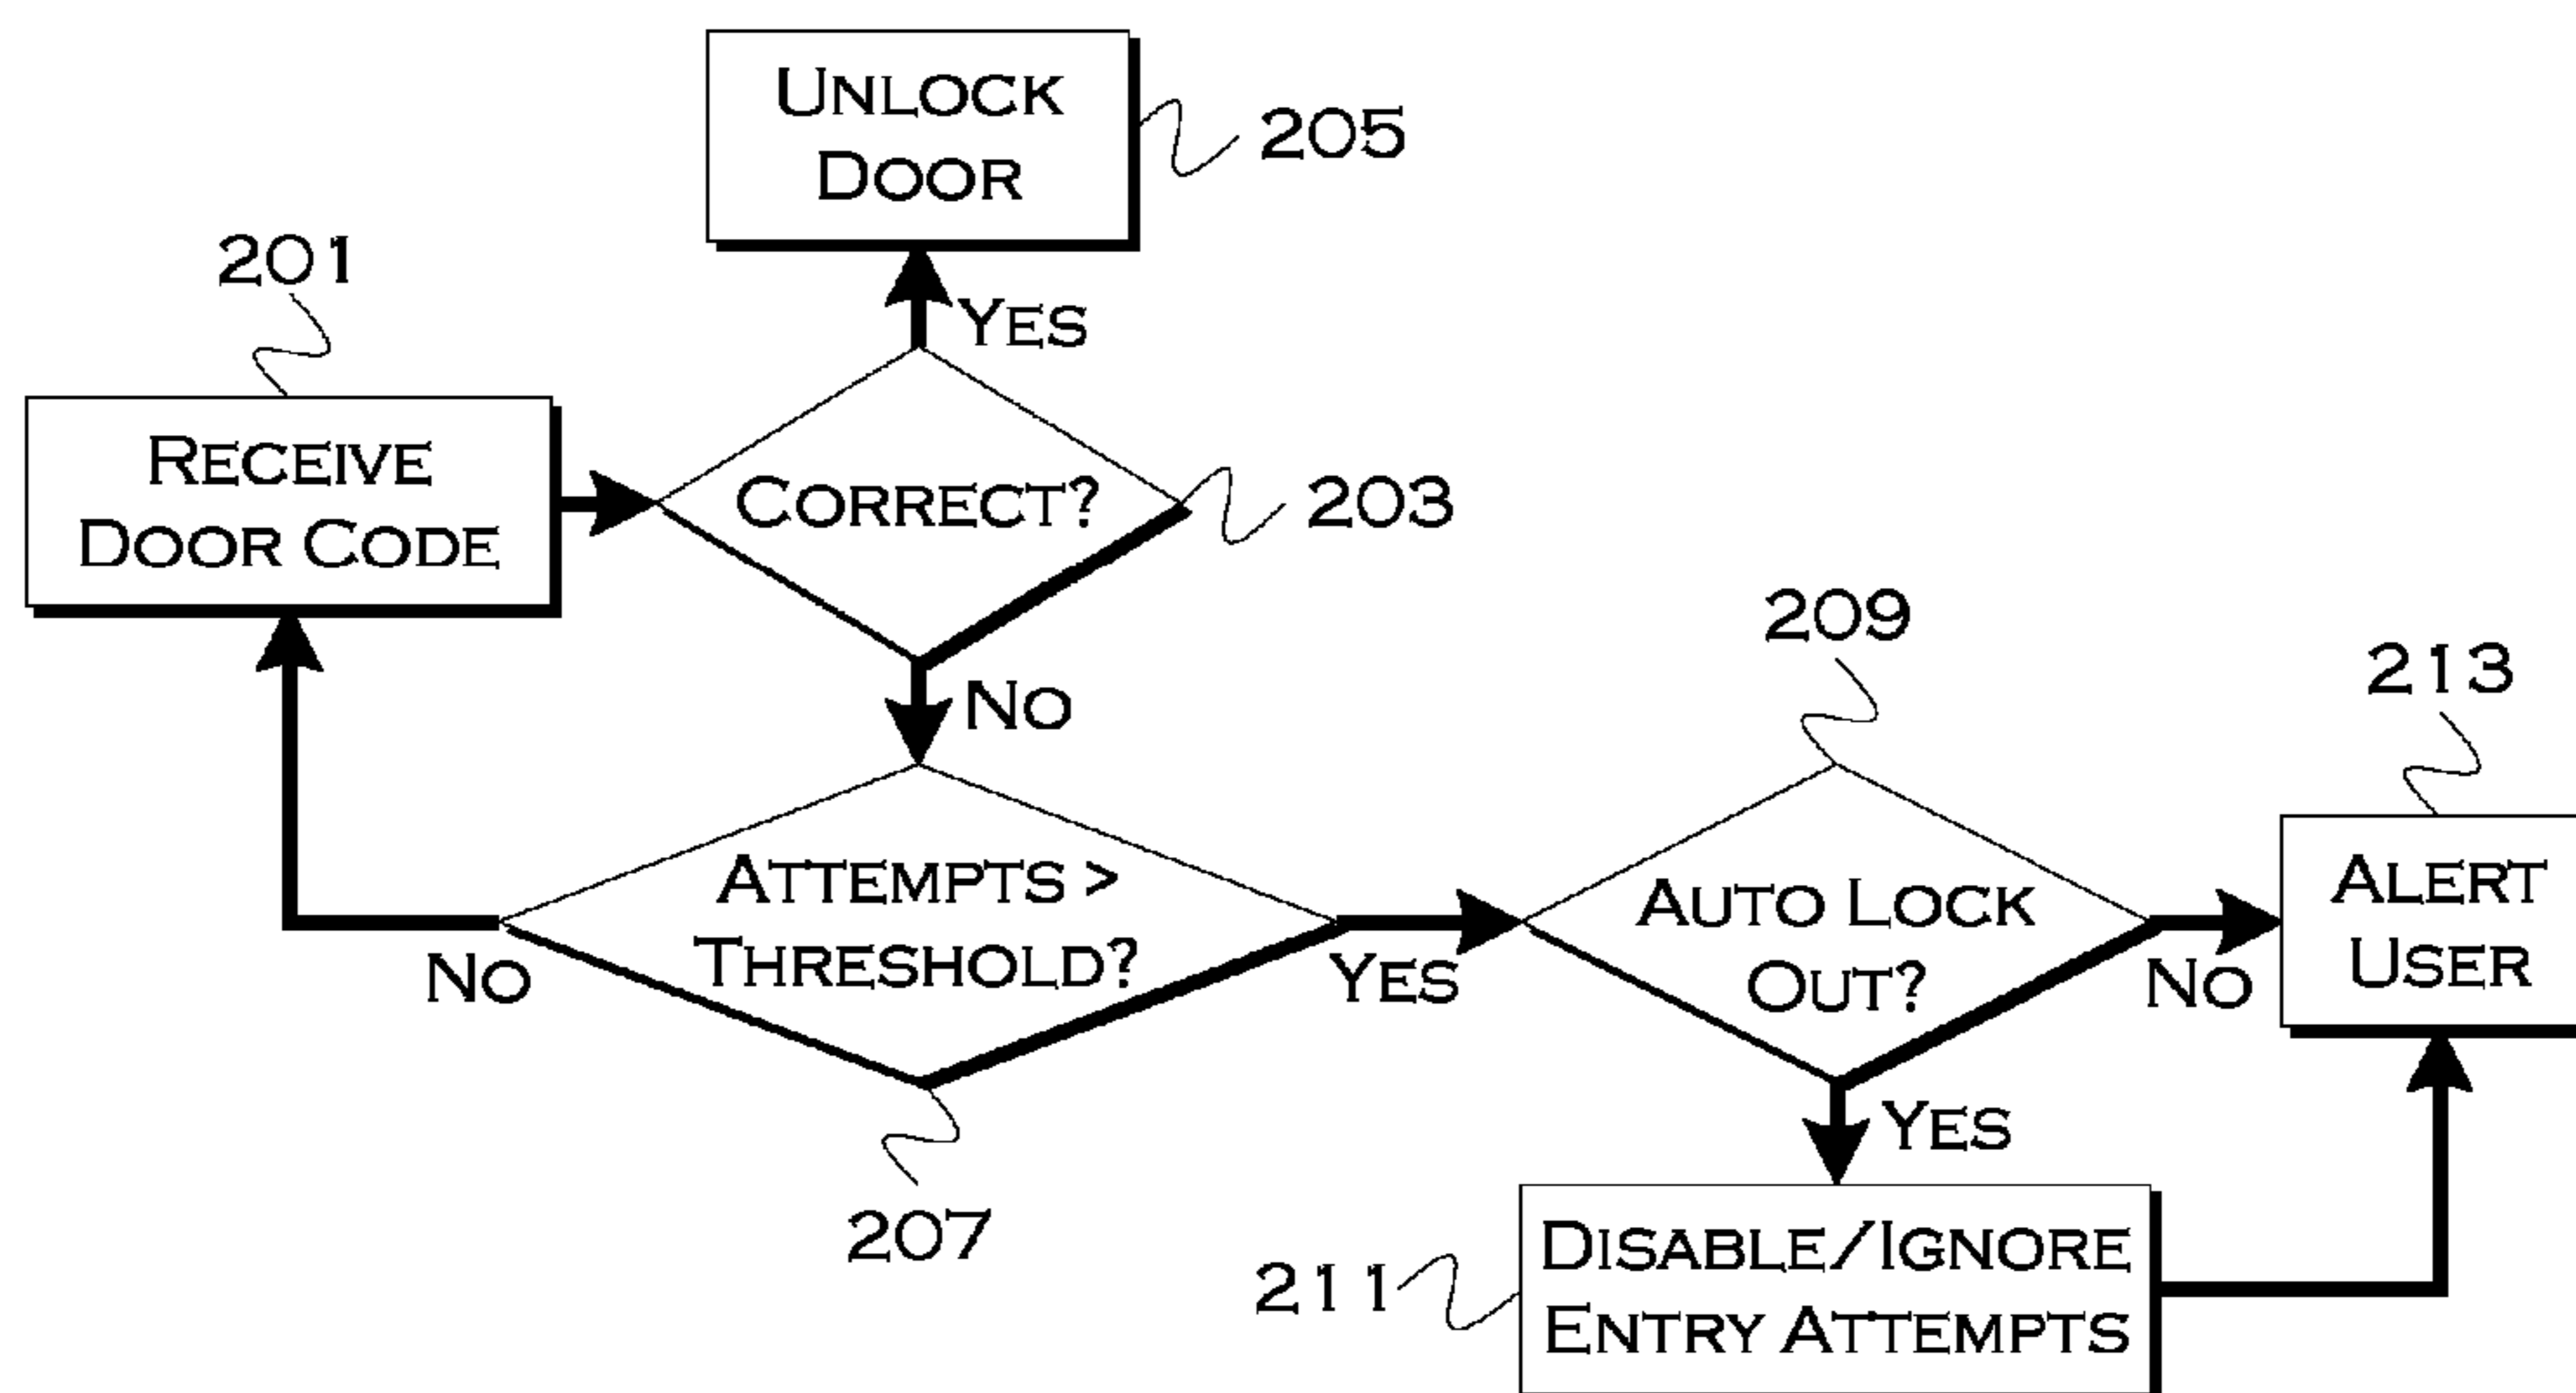 UNLOCK
DOOR
205
201
YES
RECEIVE
DOOR CODE
CORRECT?
203
NO
209
213
ATTEMPTS >
THRESHOLD?
NO
YES
AUTO LOCK
OUT?
NO
ALERT
USER
207
YES
211
DISABLE/IGNORE
ENTRY ATTEMPTS